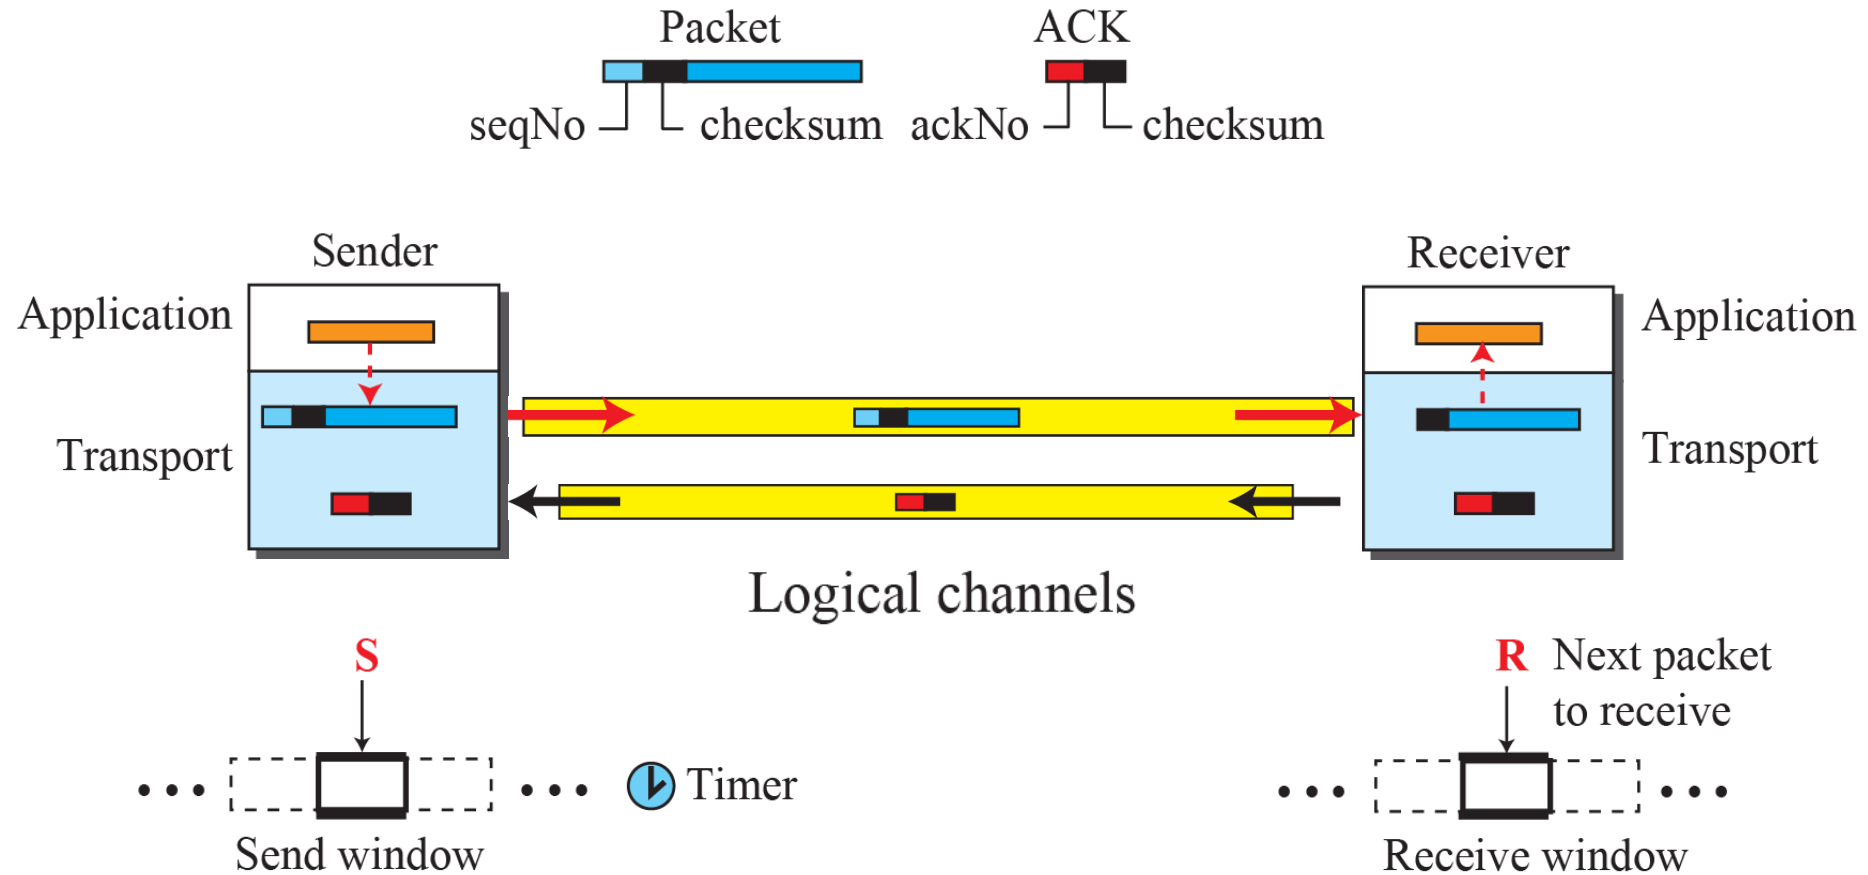 Packet
ACK
seqNo
checksum
ackNo
checksum
Sender
Receiver
Application
Application
Transport
Transport
Logical channels
S
R
Next packet
to receive
Timer
Send window
Receive window